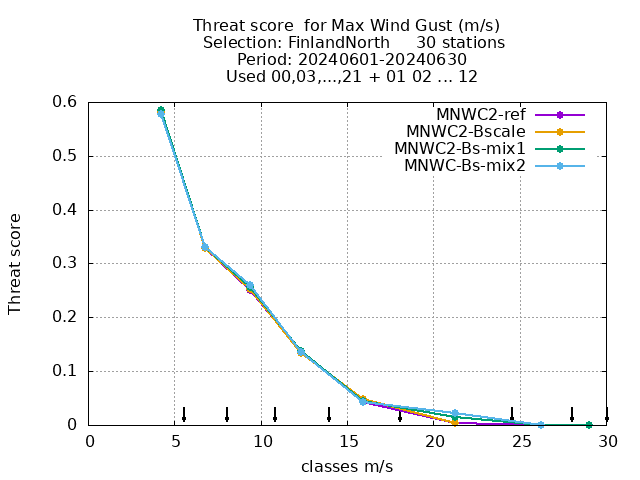 Threat score  for Max Wind Gust (m/s)
Selection: FinlandNorth     30 stations
Period: 20240601-20240630
Used 00,03,...,21 + 01 02 ... 12
MNWC2-ref
MNWC2-Bscale
MNWC2-Bs-mix1
MNWC-Bs-mix2
Threat score
0.6
0.5
0.4
0.3
0.2
0.1
0
0 5 10 15 20 25 30
classes m/s